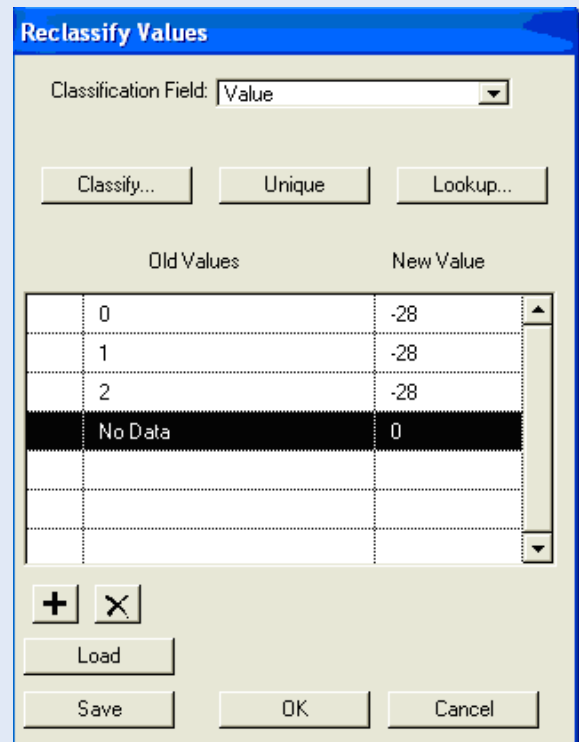 Reclassify Values
Classification Field: Value
Classify... Unique Lookup...
Old Values New Value
0 -28
1 -28
2 -28
No Data 0
Load
Save OK Cancel